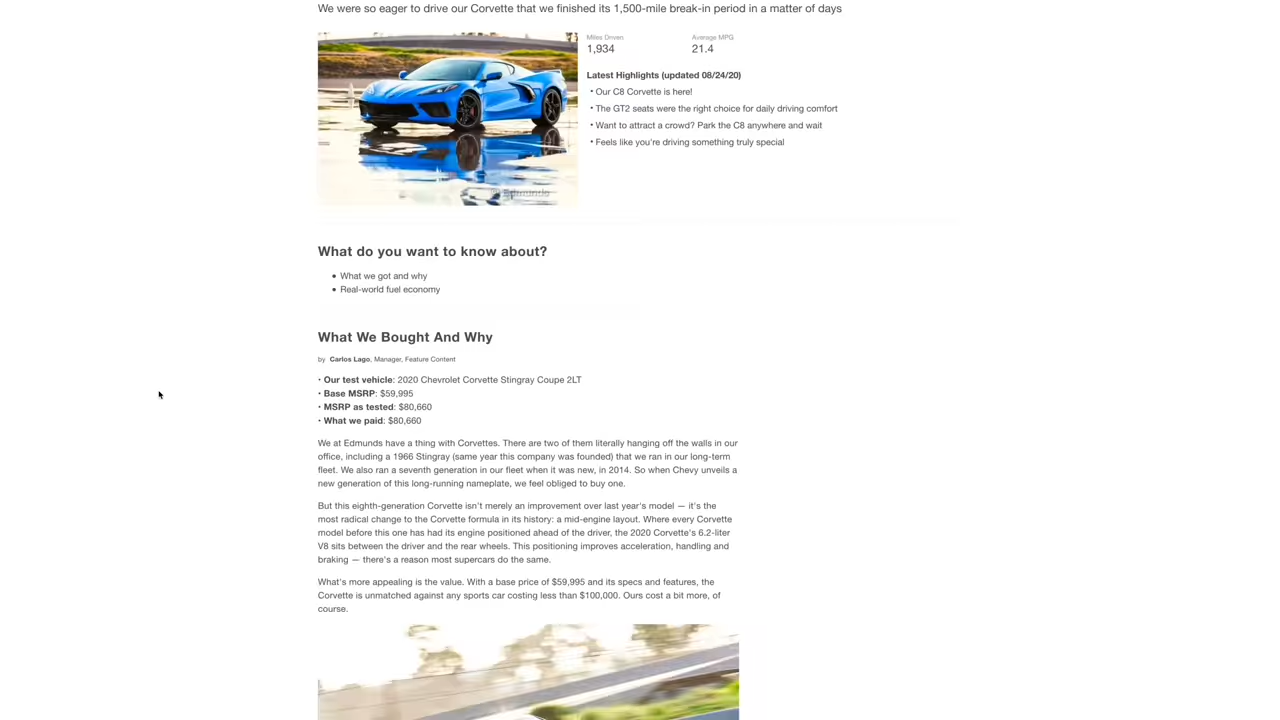 We were so eager to drive our Corvette that we finished its 1,500-mile break-in period in a matter of days
Miles Driven
1,934
Average MPG
21.4
Latest Highlights (updated 08/24/20)
• Our C8 Corvette is here!
• The GT2 seats were the right choice for daily driving comfort
• Want to attract a crowd? Park the C8 anywhere and wait
• Feels like you're driving something truly special
Edmunds
What do you want to know about?
• What we got and why
• Real-world fuel economy
What We Bought And Why
by Carlos Lago, Manager, Feature Content
• Our test vehicle: 2020 Chevrolet Corvette Stingray Coupe 2LT
• Base MSRP: $59,995
• MSRP as tested: $80,660
• What we paid: $80,660
We at Edmunds have a thing with Corvettes. There are two of them literally hanging off the walls in our
office, including a 1966 Stingray (same year this company was founded) that we ran in our long-term
fleet. We also ran a seventh generation in our fleet when it was new, in 2014. So when Chevy unveils a
new generation of this long-running nameplate, we feel obliged to buy one.
But this eighth-generation Corvette isn't merely an improvement over last year's model — it's the
most radical change to the Corvette formula in its history: a mid-engine layout. Where every Corvette
model before this one has had its engine positioned ahead of the driver, the 2020 Corvette's 6.2-liter
V8 sits between the driver and the rear wheels. This positioning improves acceleration, handling and
braking — there's a reason most supercars do the same.
What's more appealing is the value. With a base price of $59,995 and its specs and features, the
Corvette is unmatched against any sports car costing less than $100,000. Ours cost a bit more, of
course.